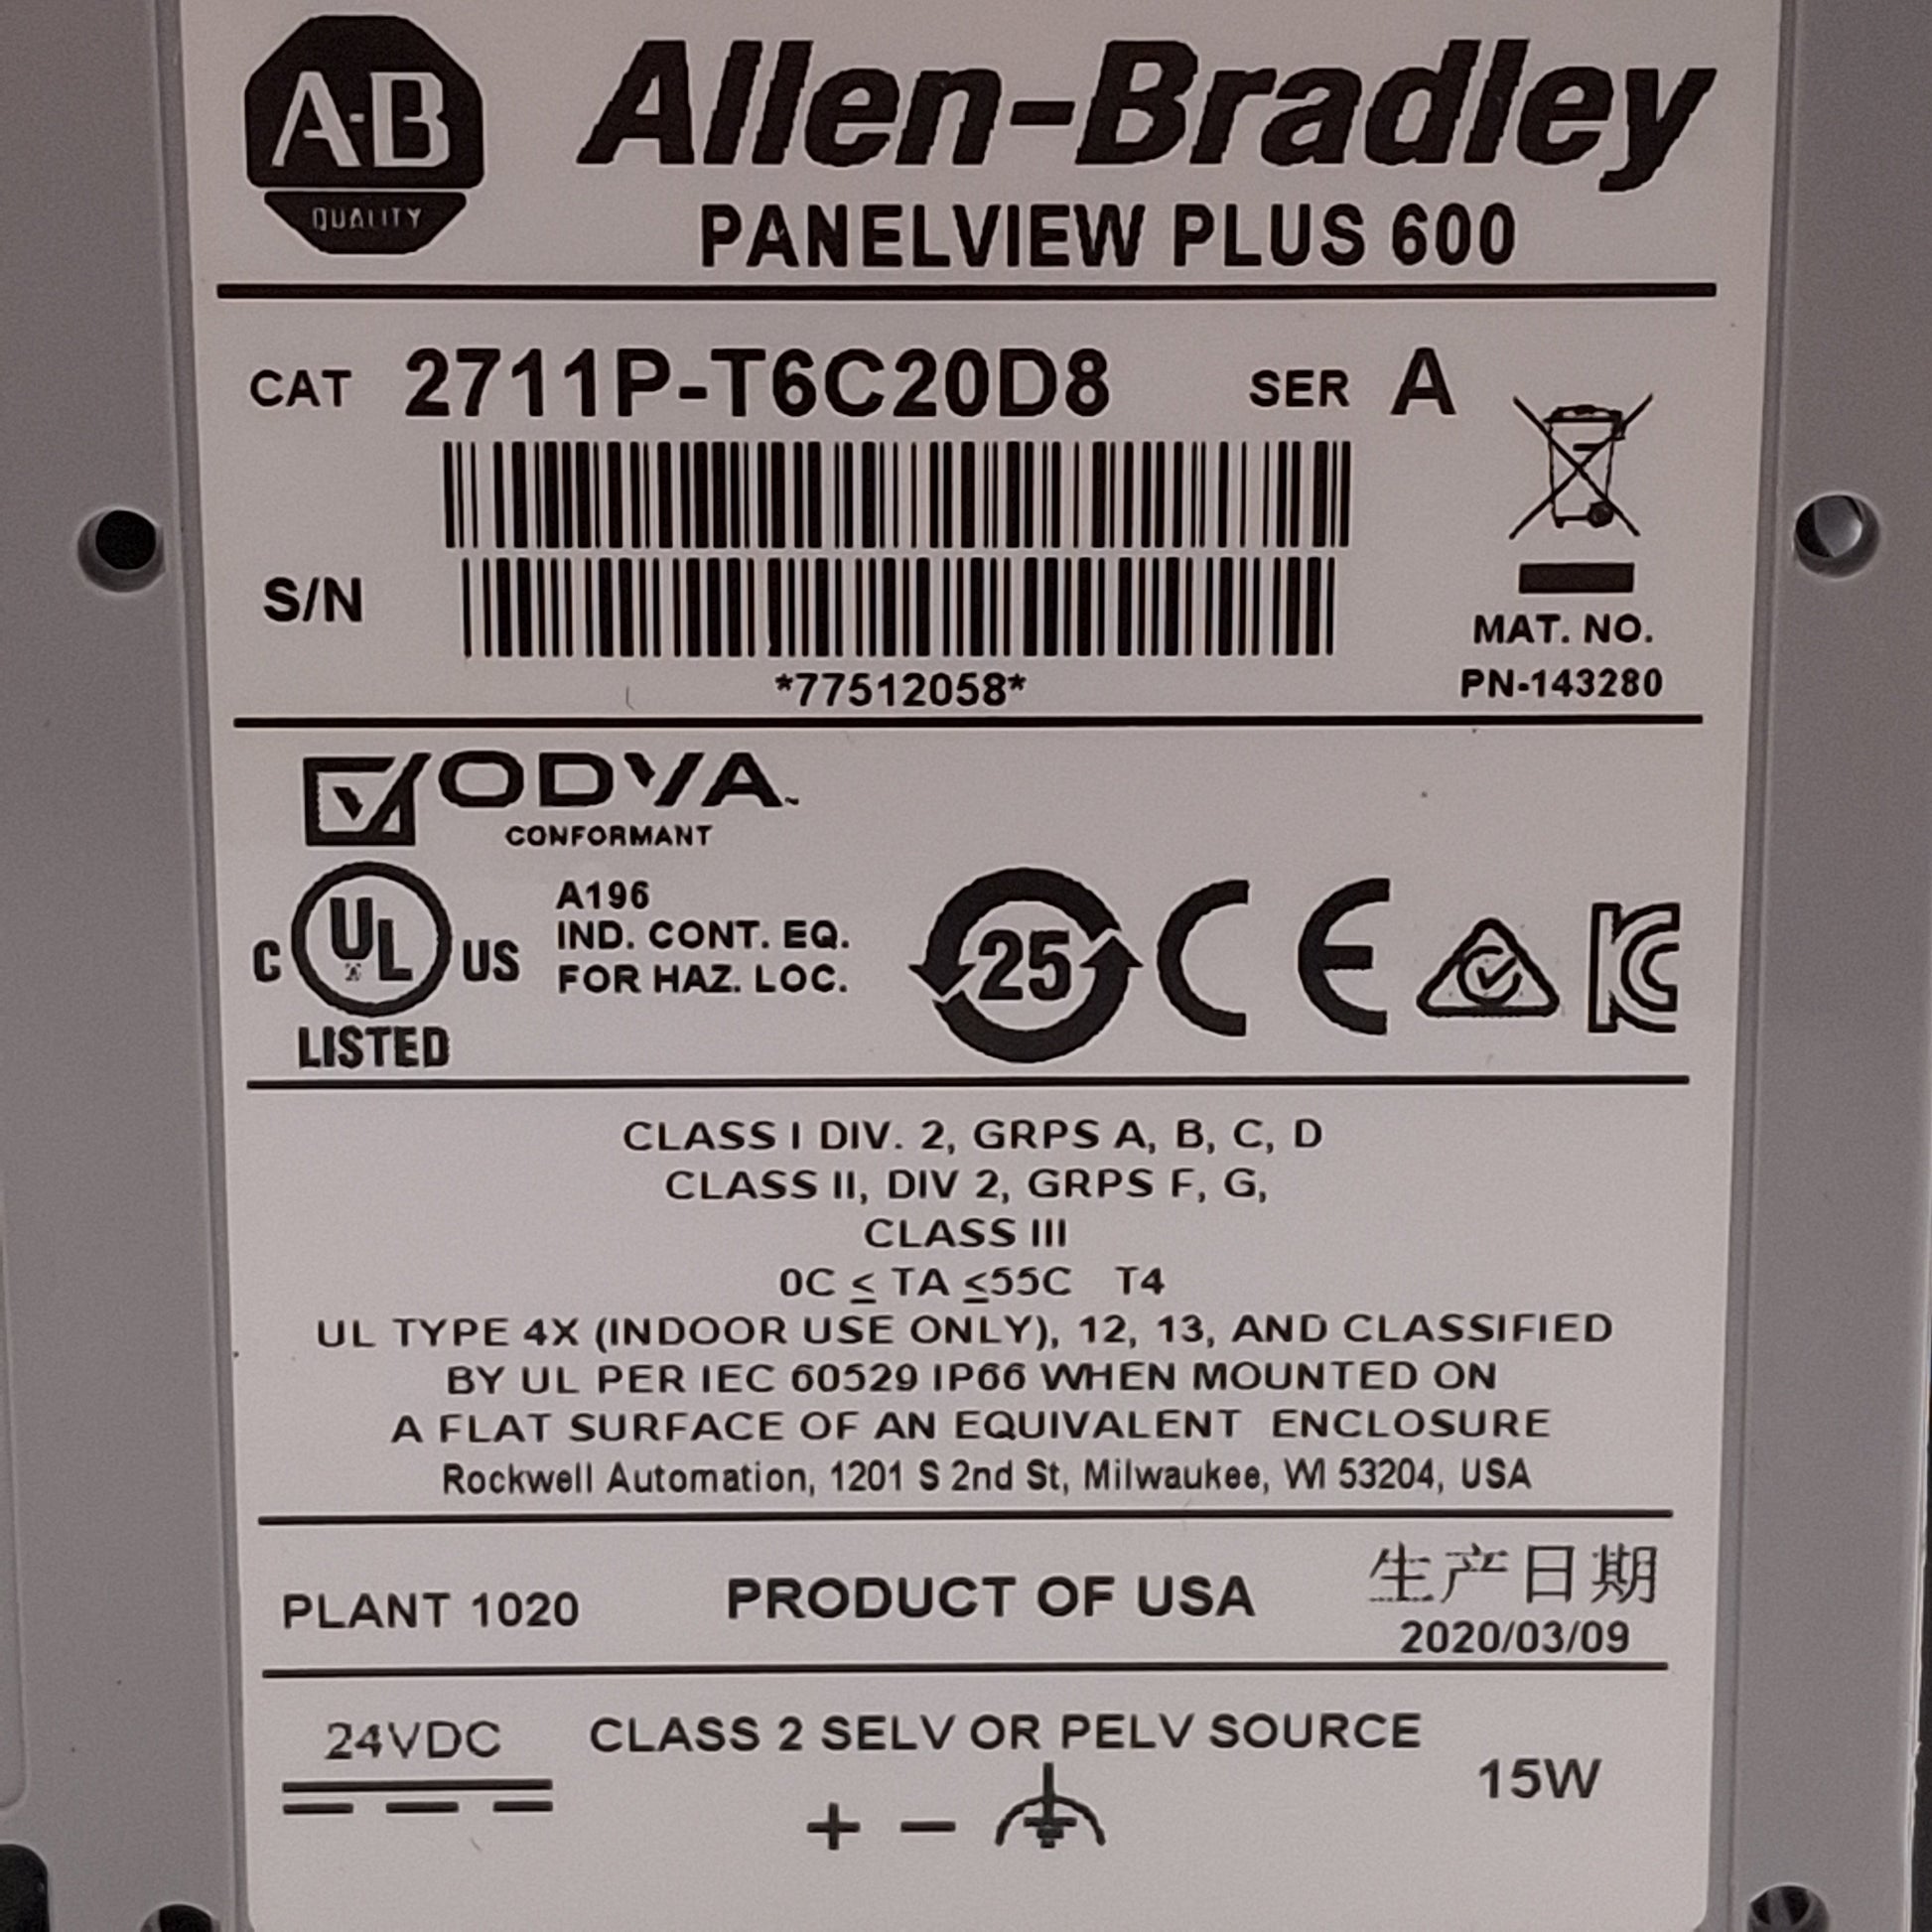 A-B
QUALITY
Allen-Bradley
PANELVIEW PLUS 600
CAT 2711P-T6C20D8 SER A
S/N
*77512058*
MAT. NO.
PN-143280
ODVA
CONFORMANT
C UL US
LISTED
A196
IND. CONT. EQ.
FOR HAZ. LOC.
25
CE
CLASS I DIV. 2, GRPS A, B, C, D
CLASS II, DIV 2, GRPS F, G,
CLASS III
0C ≤ TA ≤55C T4
UL TYPE 4X (INDOOR USE ONLY), 12, 13, AND CLASSIFIED
BY UL PER IEC 60529 IP66 WHEN MOUNTED ON
A FLAT SURFACE OF AN EQUIVALENT ENCLOSURE
Rockwell Automation, 1201 S 2nd St, Milwaukee, WI 53204, USA
PLANT 1020
PRODUCT OF USA
生产日期
2020/03/09
24VDC
CLASS 2 SELV OR PELV SOURCE
+ −
15W